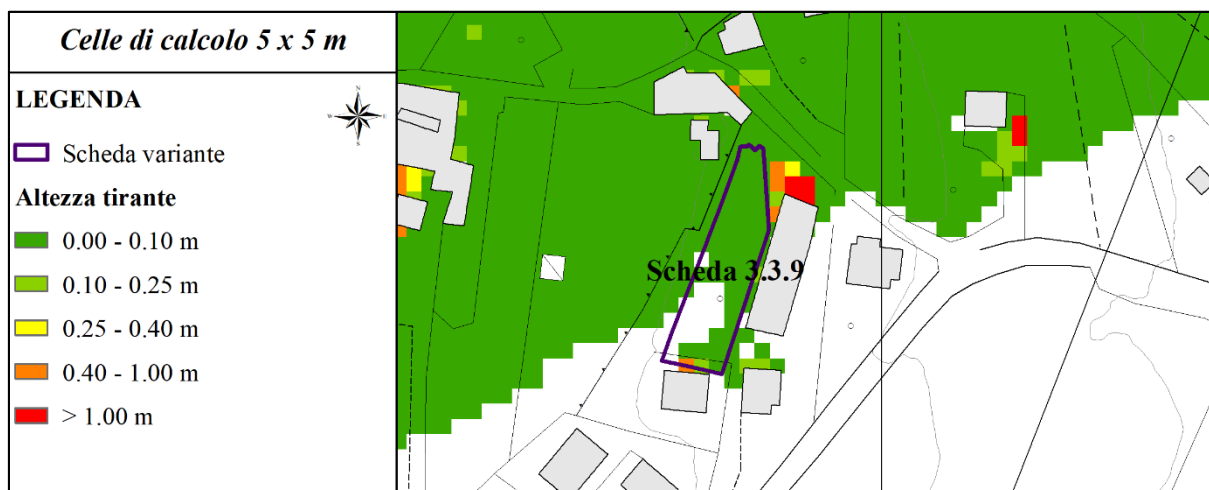 Celle di calcolo 5 x 5 m
LEGENDA
N
W
E
S
Scheda variante
Altezza tirante
0.00 - 0.10 m
0.10 - 0.25 m
0.25 - 0.40 m
0.40 - 1.00 m
> 1.00 m
Scheda 3.3.9